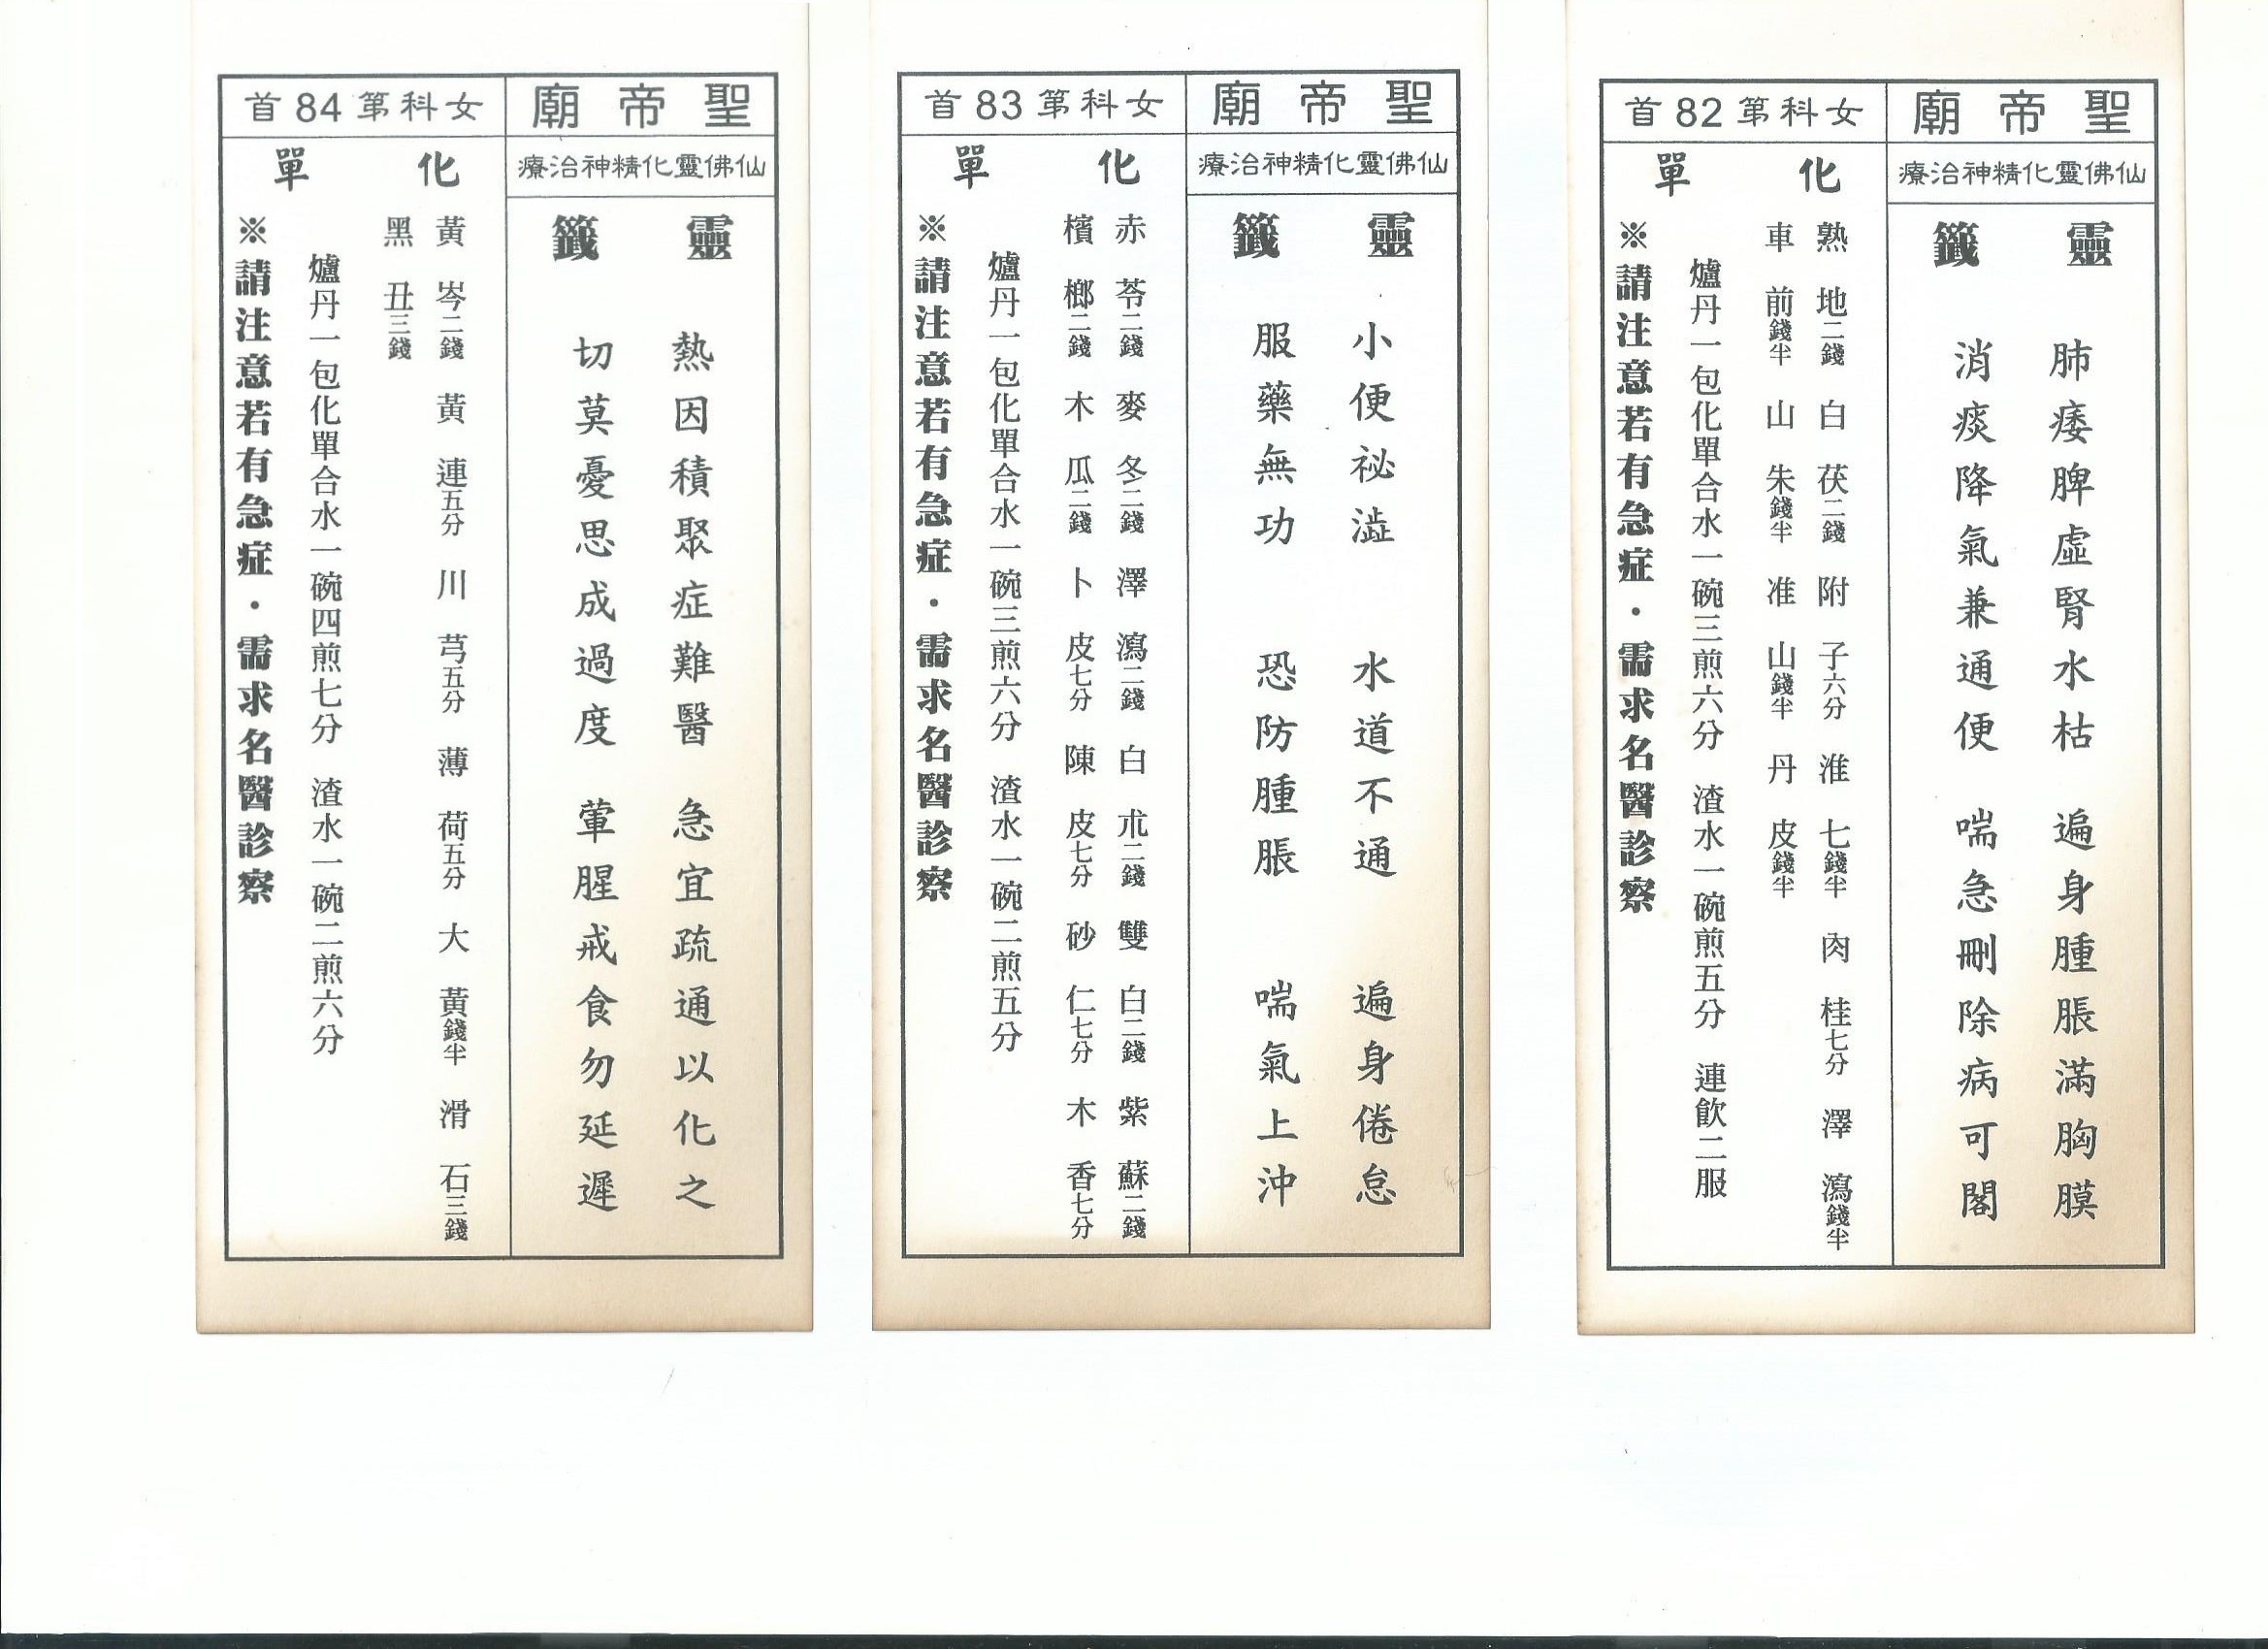 聖帝廟
女科第82首
仙佛靈化精神治療
靈籤
肺痿脾虛腎水枯 遍身腫脹滿胸膜
消痰降氣兼通便 喘急刪除病可閣
化單
熟地二錢 白茯二錢 附子六分 淮七錢半 肉桂七分 澤瀉錢半
車前錢半 山朱錢半 准山錢半 丹皮錢半
爐丹一包化單合水一碗三煎六分 渣水一碗煎五分 連飲二服
※請注意若有急症・需求名醫診察
聖帝廟
女科第83首
仙佛靈化精神治療
靈籤
小便祕澁 水道不通 遍身倦怠
服藥無功 恐防腫脹 喘氣上沖
化單
赤苓二錢 麥冬二錢 澤瀉二錢 白朮二錢 雙白二錢 紫蘇二錢
檳榔二錢 木瓜二錢 卜皮七分 陳皮七分 砂仁七分 木香七分
爐丹一包化單合水一碗三煎六分 渣水一碗二煎五分
※請注意若有急症・需求名醫診察
聖帝廟
女科第84首
仙佛靈化精神治療
靈籤
熱因積聚症難醫 急宜疏通以化之
切莫憂思成過度 葷腥戒食勿延遲
化單
黃岑二錢 黃連五分 川芎五分 薄荷五分 大黃錢半 滑石三錢
黑丑三錢
爐丹一包化單合水一碗四煎七分 渣水一碗二煎六分
※請注意若有急症・需求名醫診察